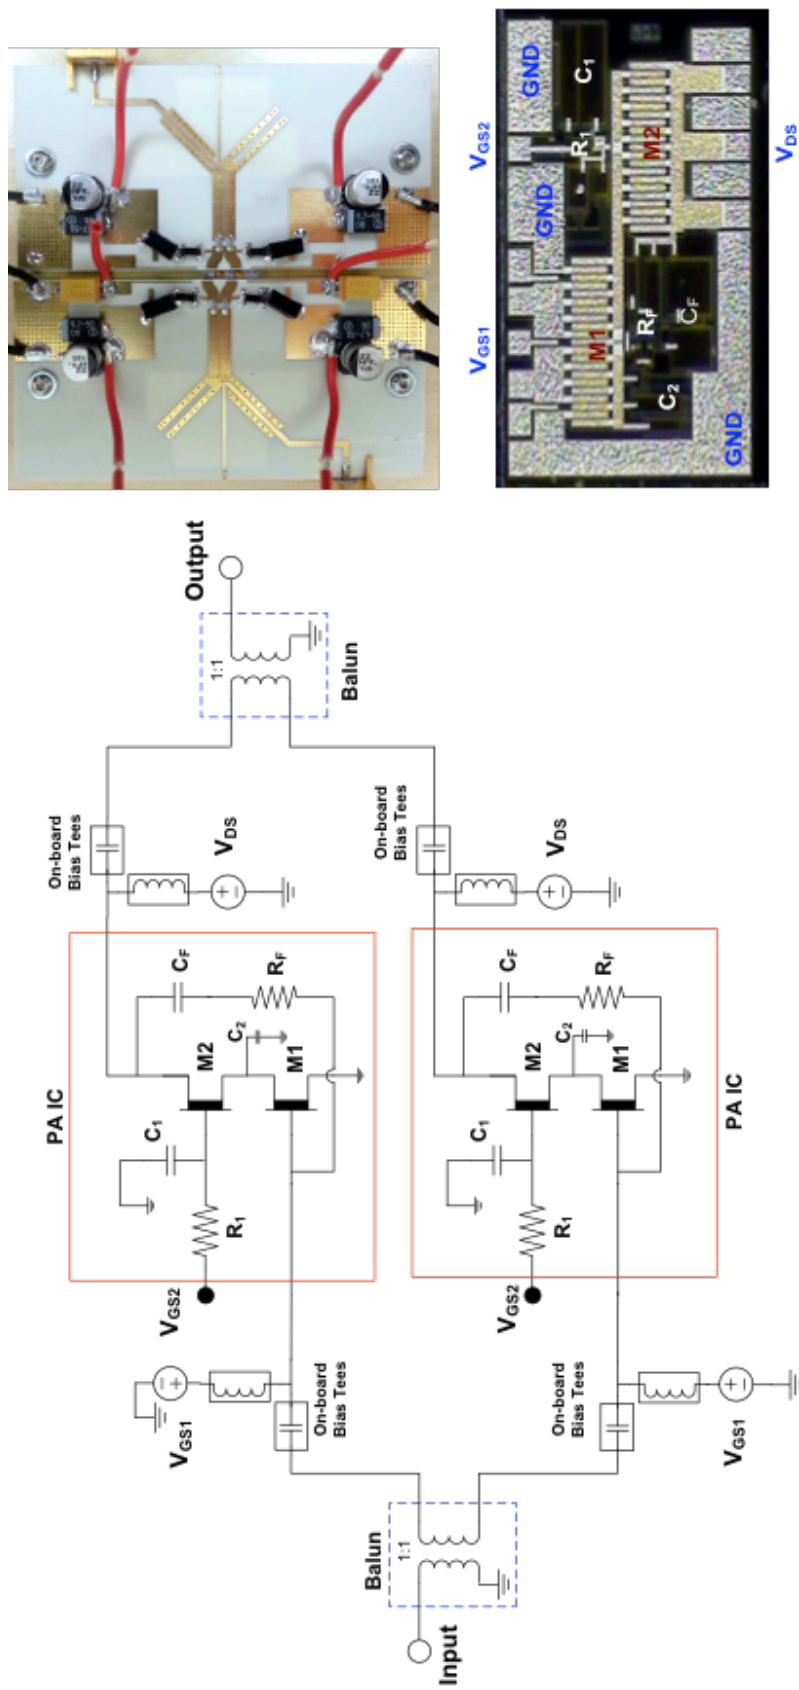 Input
Balun
1:1
VGS1
On-board
Bias Tees
On-board
Bias Tees
VGS1
PA IC
VGS2
R1
C1
M2
M1
C2
CF
RF
VGS2
R1
C1
M2
M1
C2
CF
RF
PA IC
On-board
Bias Tees
VDS
On-board
Bias Tees
VDS
1:1
Balun
Output
VGS1
VGS2
GND
GND
GND
C1
R1
M1
M2
RF
CF
C2
VDS